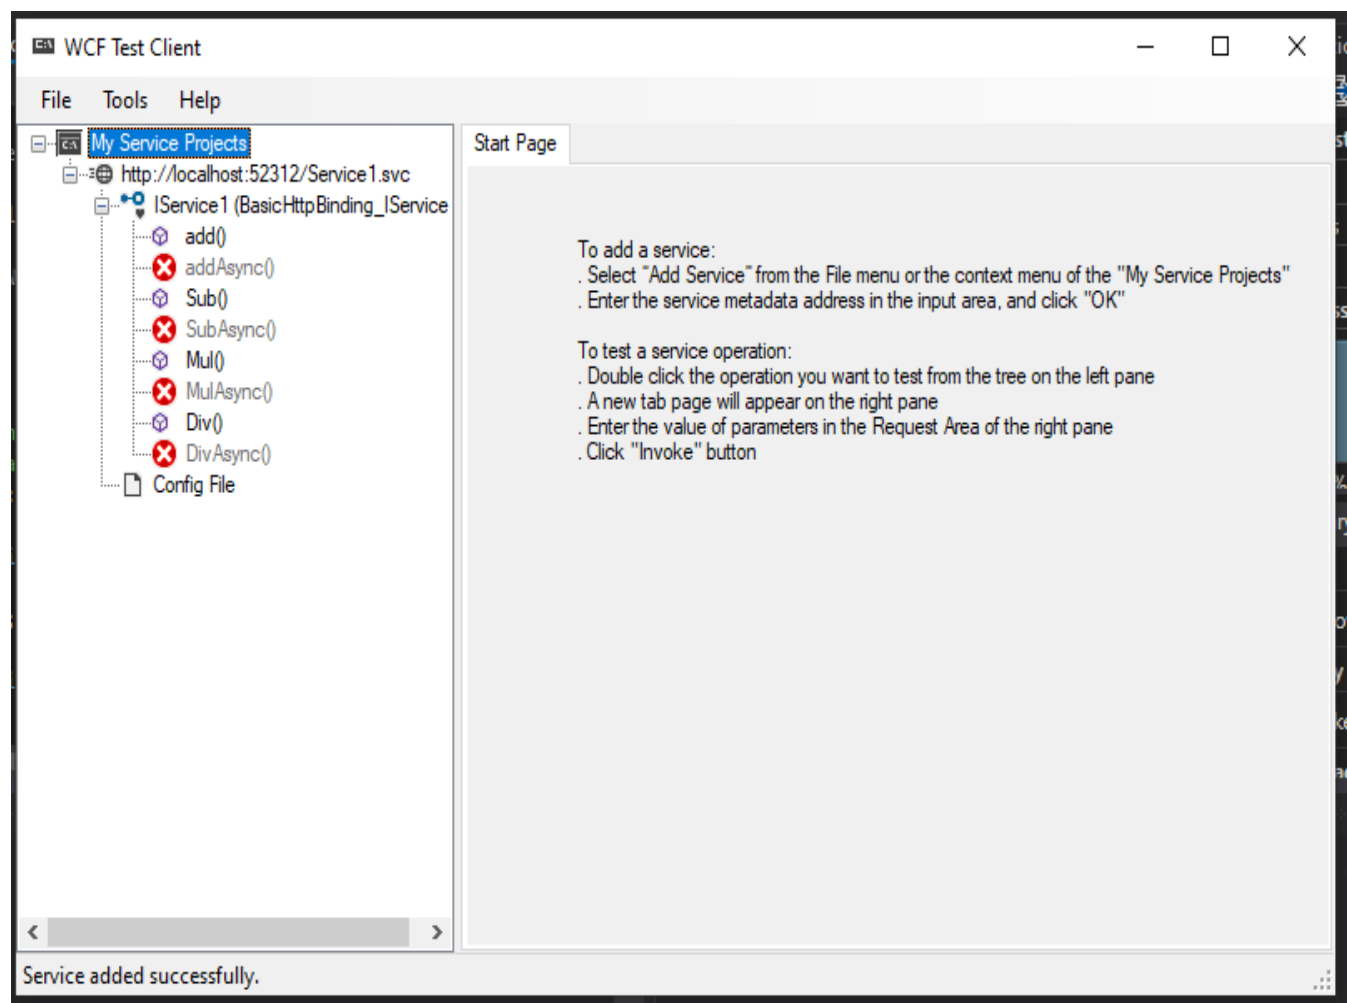 WCF Test Client
File Tools Help
My Service Projects
http://localhost:52312/Service1.svc
IService1 (BasicHttpBinding_IService
add()
addAsync()
Sub()
SubAsync()
Mul()
MulAsync()
Div()
DivAsync()
Config File
Start Page
To add a service:
. Select "Add Service" from the File menu or the context menu of the "My Service Projects"
. Enter the service metadata address in the input area, and click "OK"
To test a service operation:
. Double click the operation you want to test from the tree on the left pane
. A new tab page will appear on the right pane
. Enter the value of parameters in the Request Area of the right pane
. Click "Invoke" button
Service added successfully.